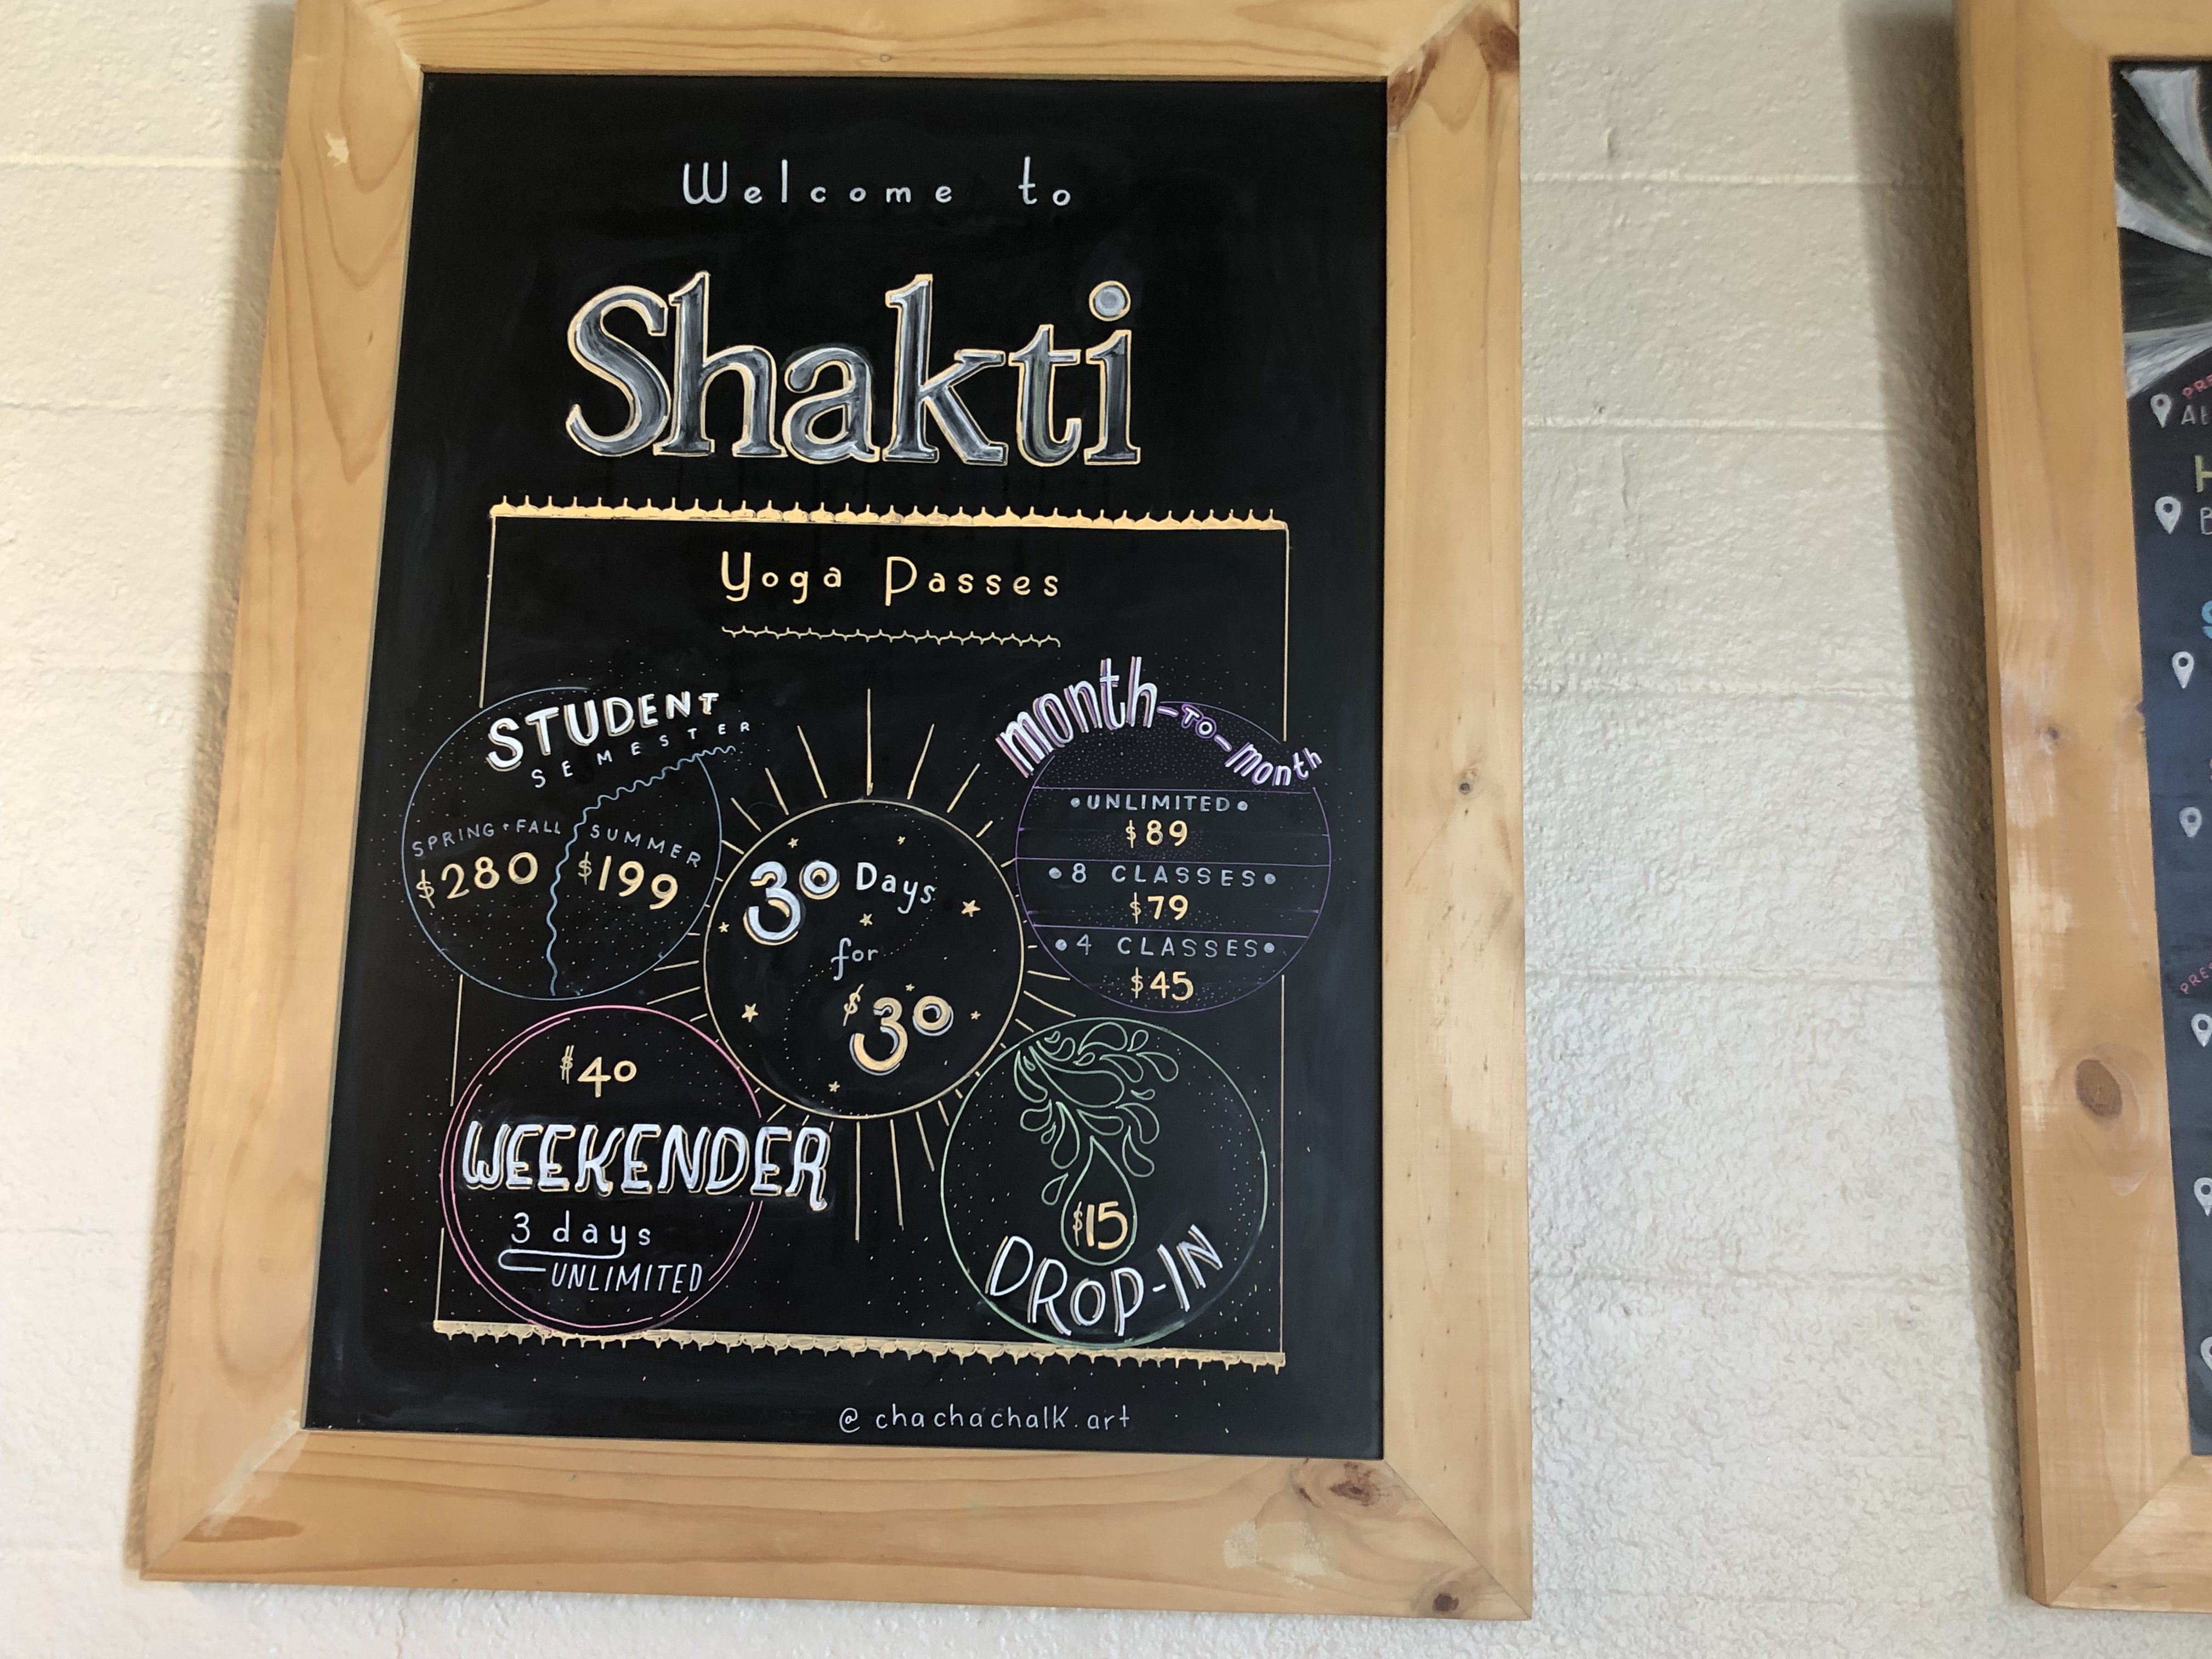 Welcome to
Shakti
Yoga Passes
STUDENT
SEMESTER
SPRING + FALL
$280
SUMMER
$199
month-TO-month
•UNLIMITED•
$89
•8 CLASSES•
$79
•4 CLASSES•
$45
30 Days
for
$30
$40
WEEKENDER
3 days
UNLIMITED
$15
DROP-IN
@chachachalk.art